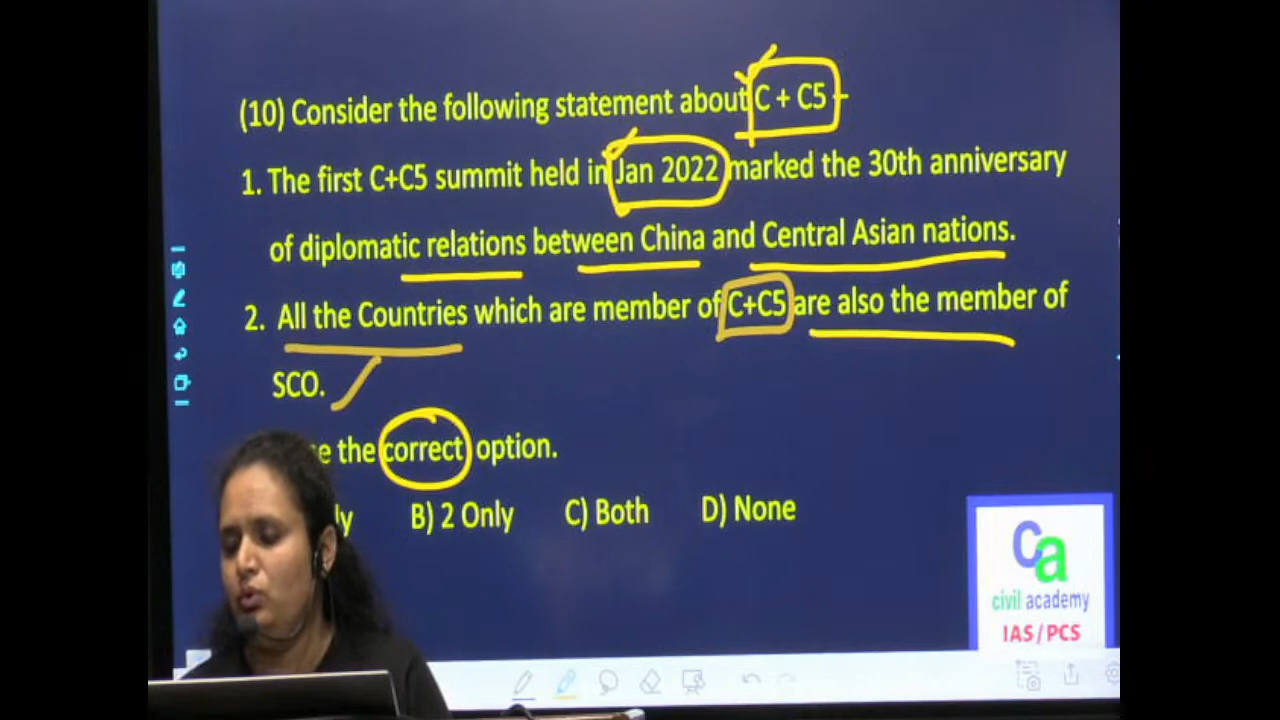 (10) Consider the following statement about C + C5 -
1. The first C+C5 summit held in Jan 2022 marked the 30th anniversary
of diplomatic relations between China and Central Asian nations.
2. All the Countries which are member of C+C5 are also the member of
SCO.
the correct option.
B) 2 Only C) Both D) None
Ca
civil academy
IAS/PCS